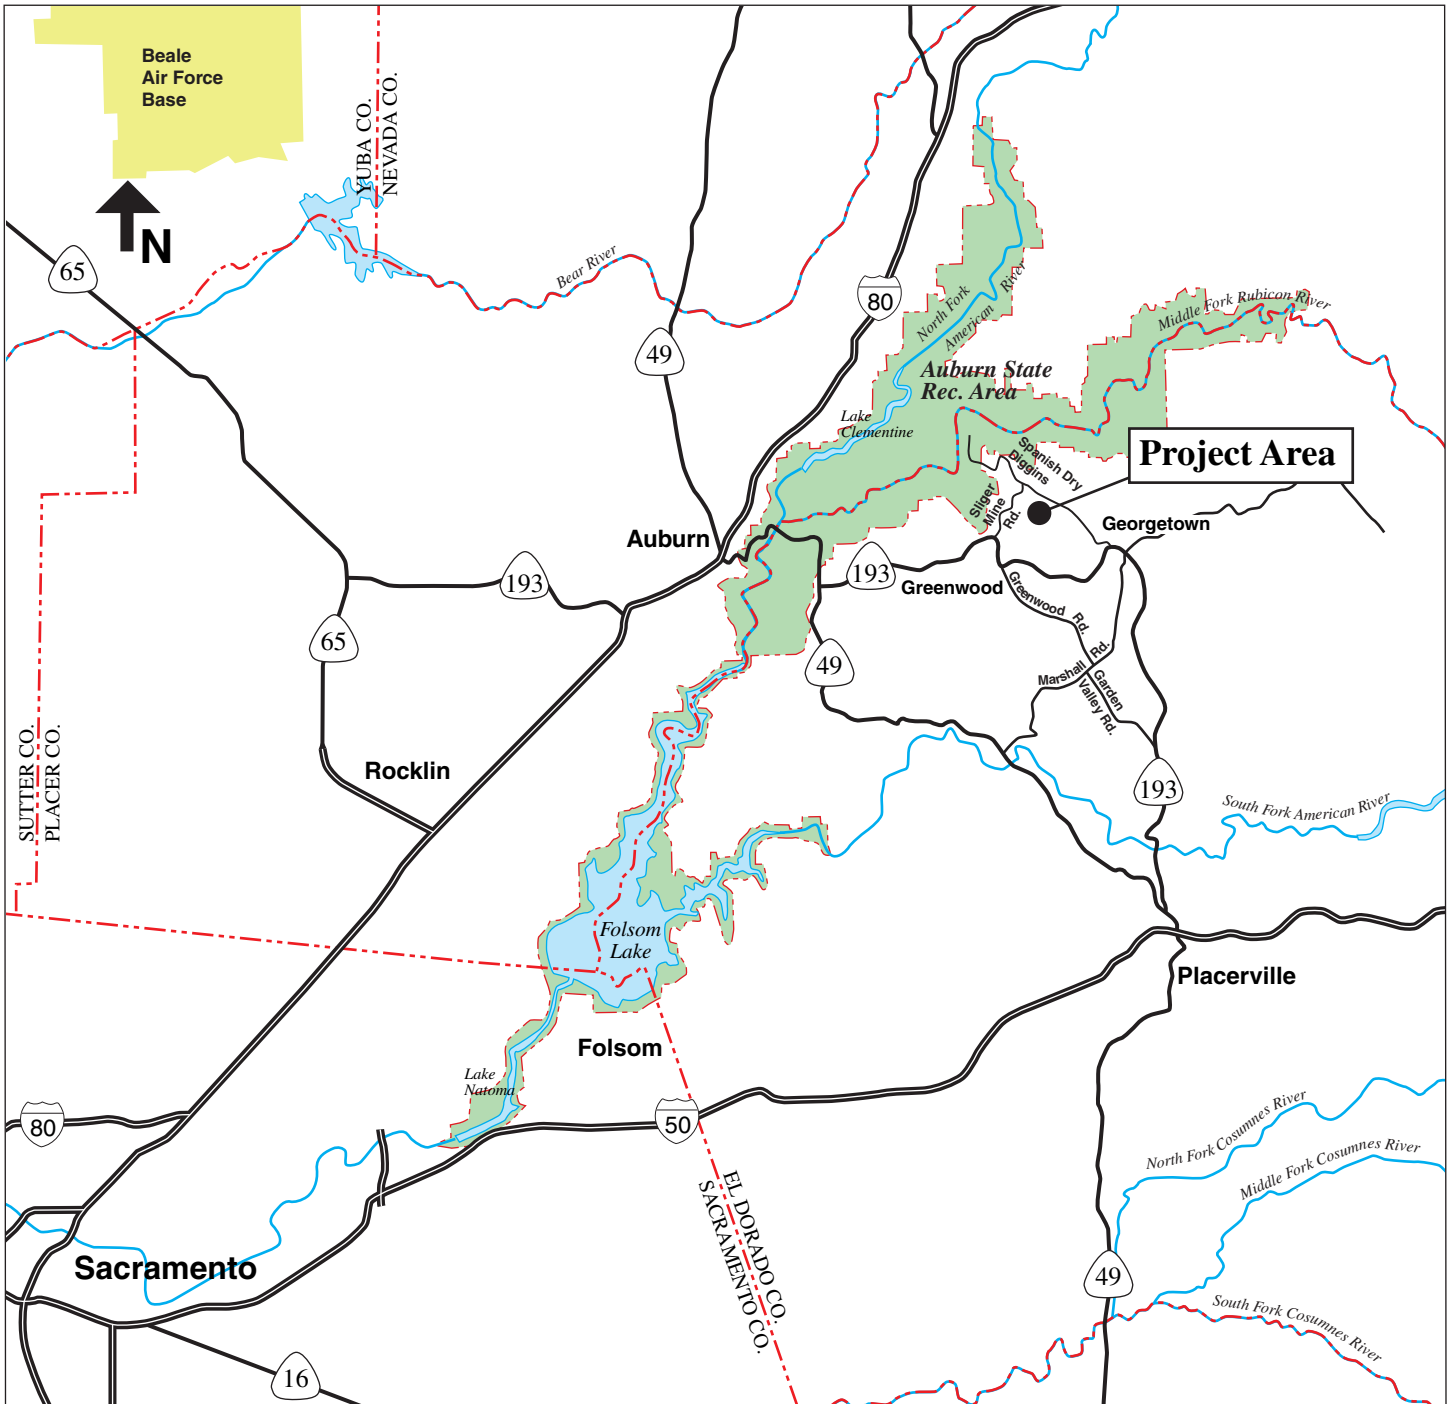 Beale
Air Force
Base
YUBA CO.
NEVADA CO.
N
65
Bear River
80
49
North Fork
American
River
Middle Fork Rubicon River
Auburn State
Rec. Area
Lake
Clementine
Project Area
Spanish Dry
Diggins
Sliger
Mine
Rd.
Georgetown
Auburn
193
193
Greenwood
Greenwood Rd.
65
49
Marshall Rd.
Garden
Valley Rd.
SUTTER CO.
PLACER CO.
Rocklin
193
South Fork American River
Folsom
Lake
Placerville
Folsom
Lake
Natoma
80
50
North Fork Cosumnes River
Middle Fork Cosumnes River
EL DORADO CO.
SACRAMENTO CO.
Sacramento
49
South Fork Cosumnes River
16